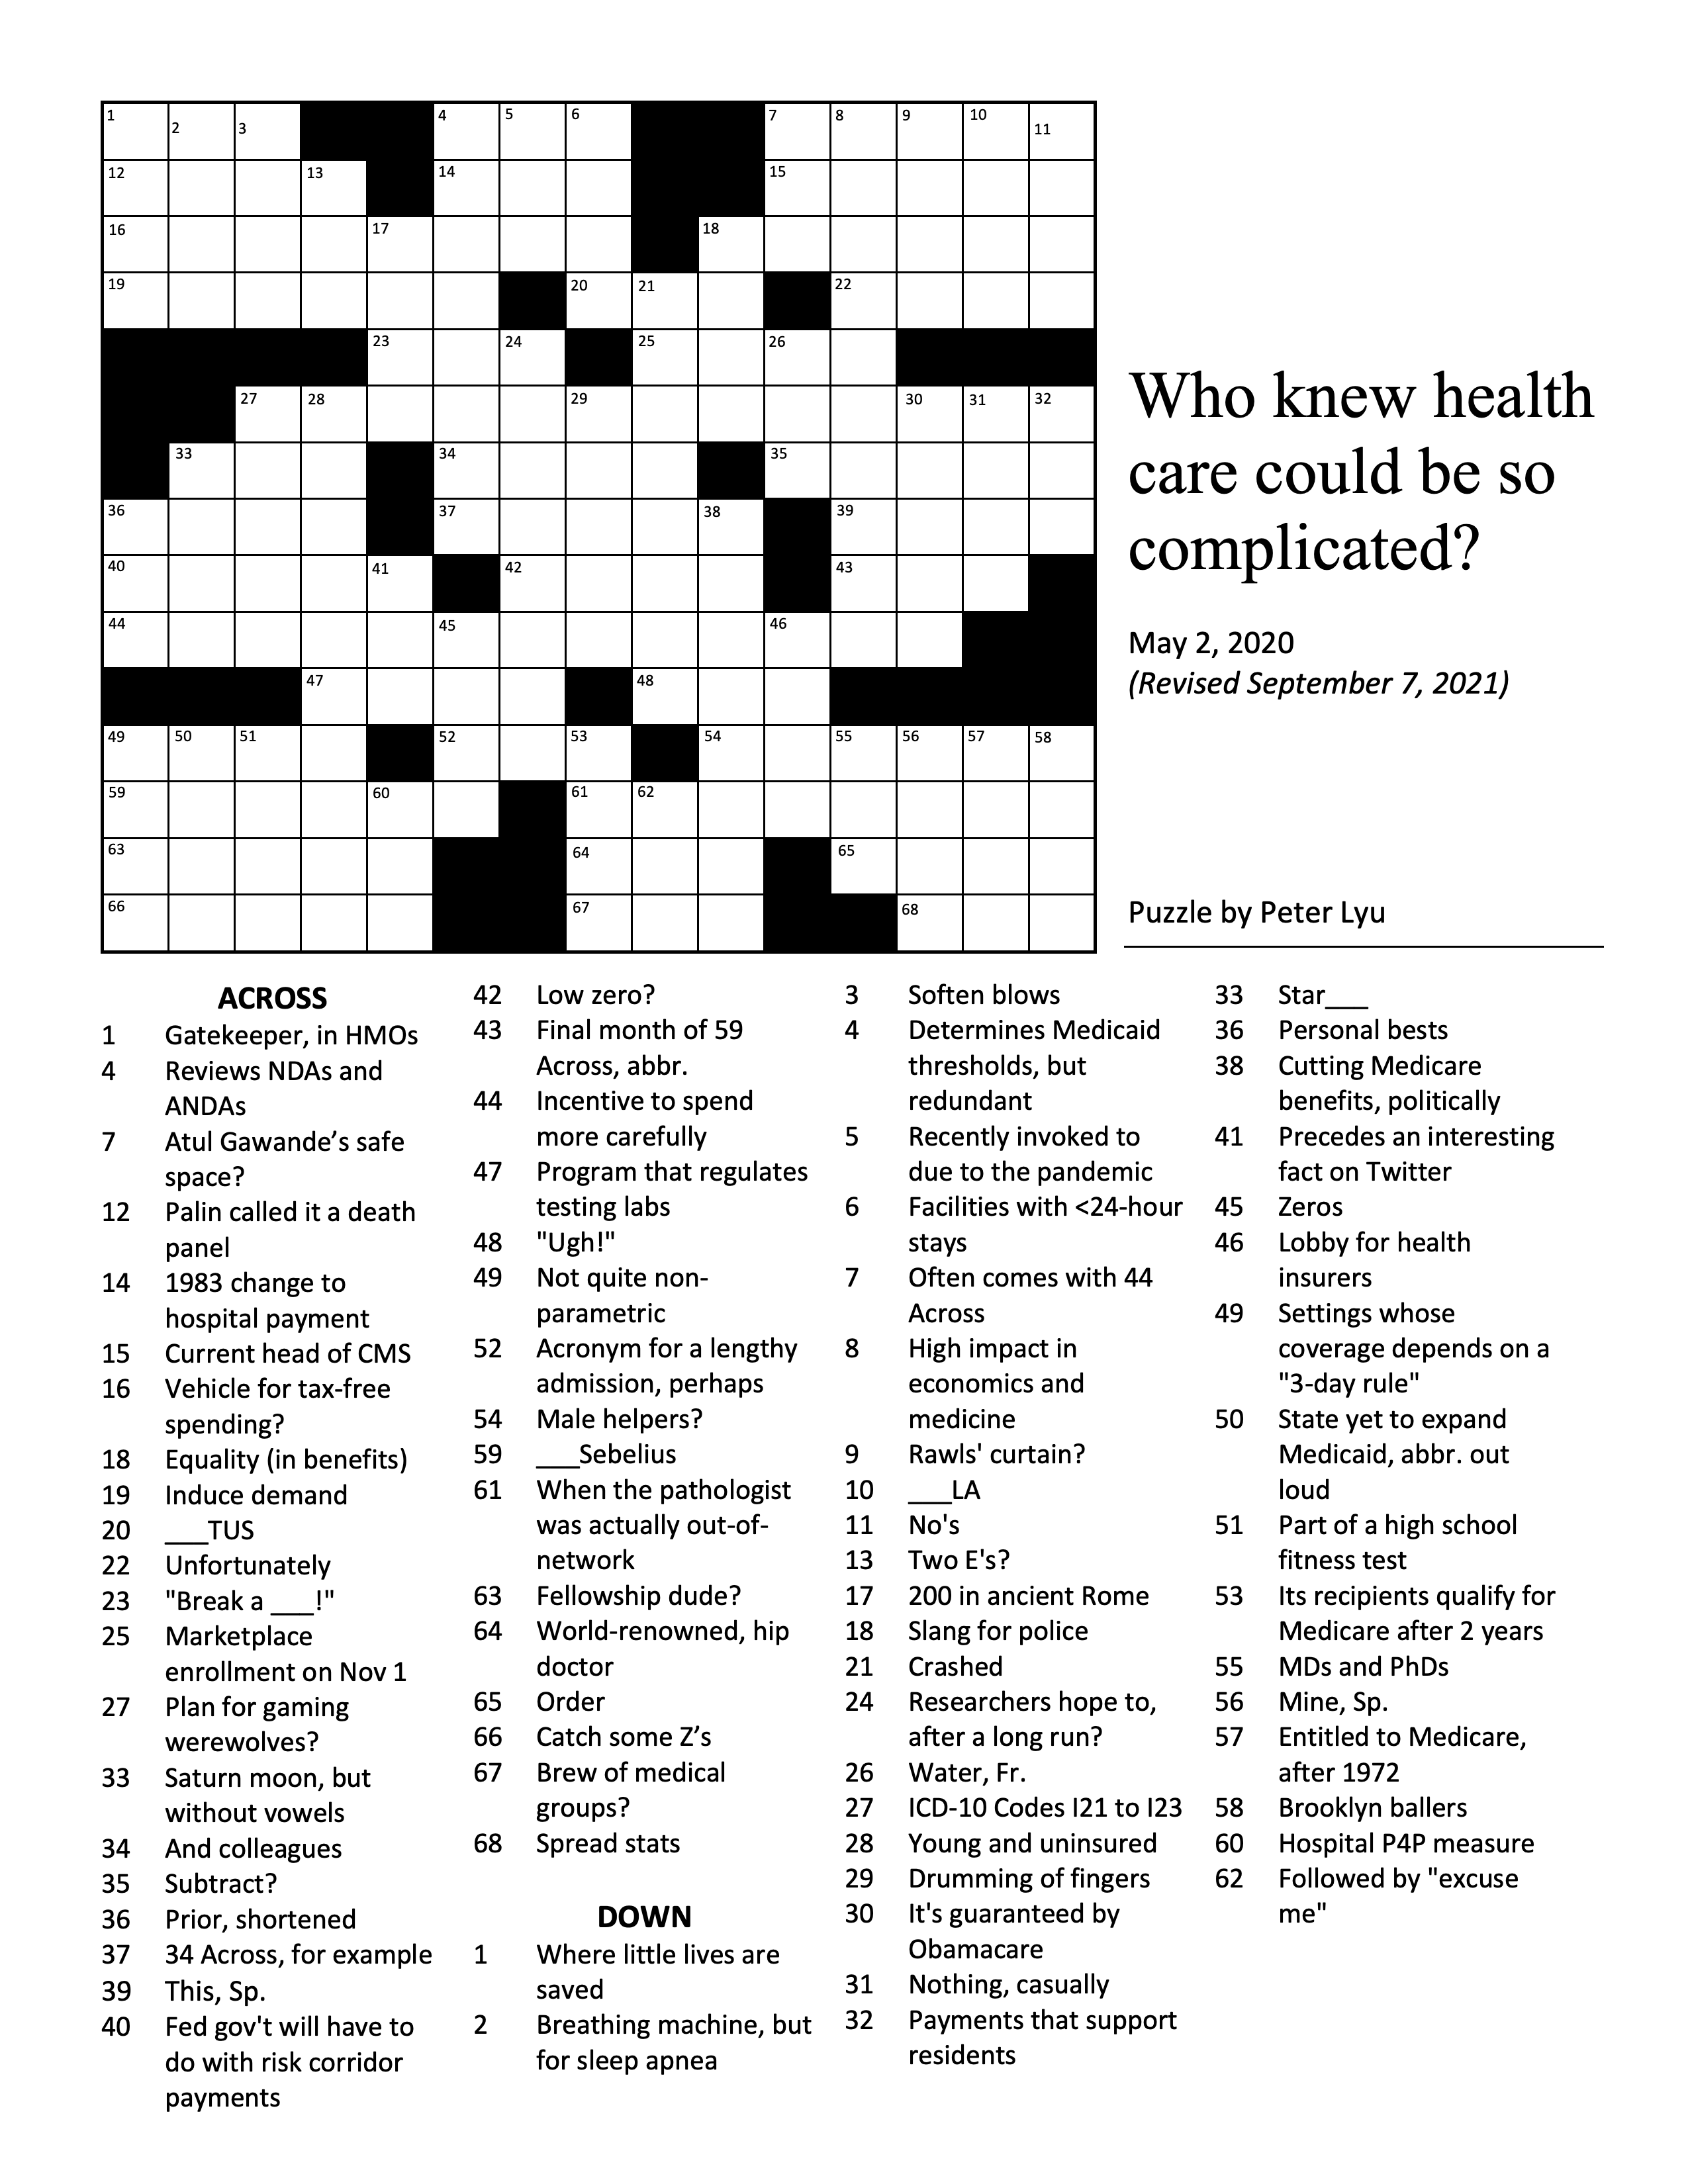 1 2 3 4 5 6 7 8 9 10 11
12 13 14 15
16 17 18
19 20 21 22
23 24 25 26
27 28 29 30 31 32
33 34 35
36 37 38 39
40 41 42 43
44 45 46
47 48
49 50 51 52 53 54 55 56 57 58
59 60 61 62
63 64 65
66 67 68
Who knew health
care could be so
complicated?
May 2, 2020
(Revised September 7, 2021)
Puzzle by Peter Lyu
ACROSS
1 Gatekeeper, in HMOs
4 Reviews NDAs and
ANDAs
7 Atul Gawande’s safe
space?
12 Palin called it a death
panel
14 1983 change to
hospital payment
15 Current head of CMS
16 Vehicle for tax-free
spending?
18 Equality (in benefits)
19 Induce demand
20 ___TUS
22 Unfortunately
23 "Break a ___!"
25 Marketplace
enrollment on Nov 1
27 Plan for gaming
werewolves?
33 Saturn moon, but
without vowels
34 And colleagues
35 Subtract?
36 Prior, shortened
37 34 Across, for example
39 This, Sp.
40 Fed gov't will have to
do with risk corridor
payments
42 Low zero?
43 Final month of 59
Across, abbr.
44 Incentive to spend
more carefully
47 Program that regulates
testing labs
48 "Ugh!"
49 Not quite non-
parametric
52 Acronym for a lengthy
admission, perhaps
54 Male helpers?
59 ___Sebelius
61 When the pathologist
was actually out-of-
network
63 Fellowship dude?
64 World-renowned, hip
doctor
65 Order
66 Catch some Z’s
67 Brew of medical
groups?
68 Spread stats
DOWN
1 Where little lives are
saved
2 Breathing machine, but
for sleep apnea
3 Soften blows
4 Determines Medicaid
thresholds, but
redundant
5 Recently invoked to
due to the pandemic
6 Facilities with <24-hour
stays
7 Often comes with 44
Across
8 High impact in
economics and
medicine
9 Rawls' curtain?
10 ___LA
11 No's
13 Two E's?
17 200 in ancient Rome
18 Slang for police
21 Crashed
24 Researchers hope to,
after a long run?
26 Water, Fr.
27 ICD-10 Codes I21 to I23
28 Young and uninsured
29 Drumming of fingers
30 It's guaranteed by
Obamacare
31 Nothing, casually
32 Payments that support
residents
33 Star___
36 Personal bests
38 Cutting Medicare
benefits, politically
41 Precedes an interesting
fact on Twitter
45 Zeros
46 Lobby for health
insurers
49 Settings whose
coverage depends on a
"3-day rule"
50 State yet to expand
Medicaid, abbr. out
loud
51 Part of a high school
fitness test
53 Its recipients qualify for
Medicare after 2 years
55 MDs and PhDs
56 Mine, Sp.
57 Entitled to Medicare,
after 1972
58 Brooklyn ballers
60 Hospital P4P measure
62 Followed by "excuse
me"